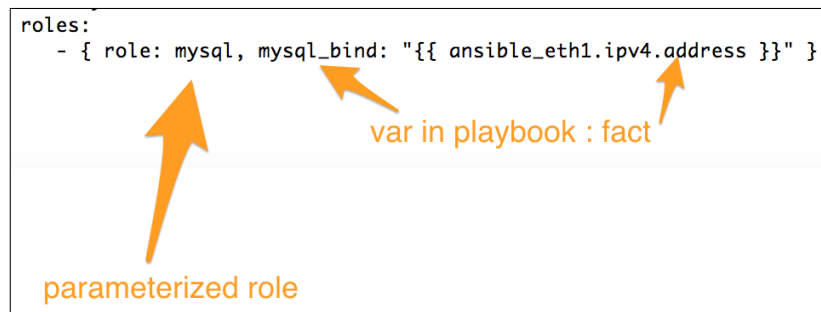 roles:
- { role: mysql, mysql_bind: "{{ ansible_eth1.ipv4.address }}" }
var in playbook : fact
parameterized role